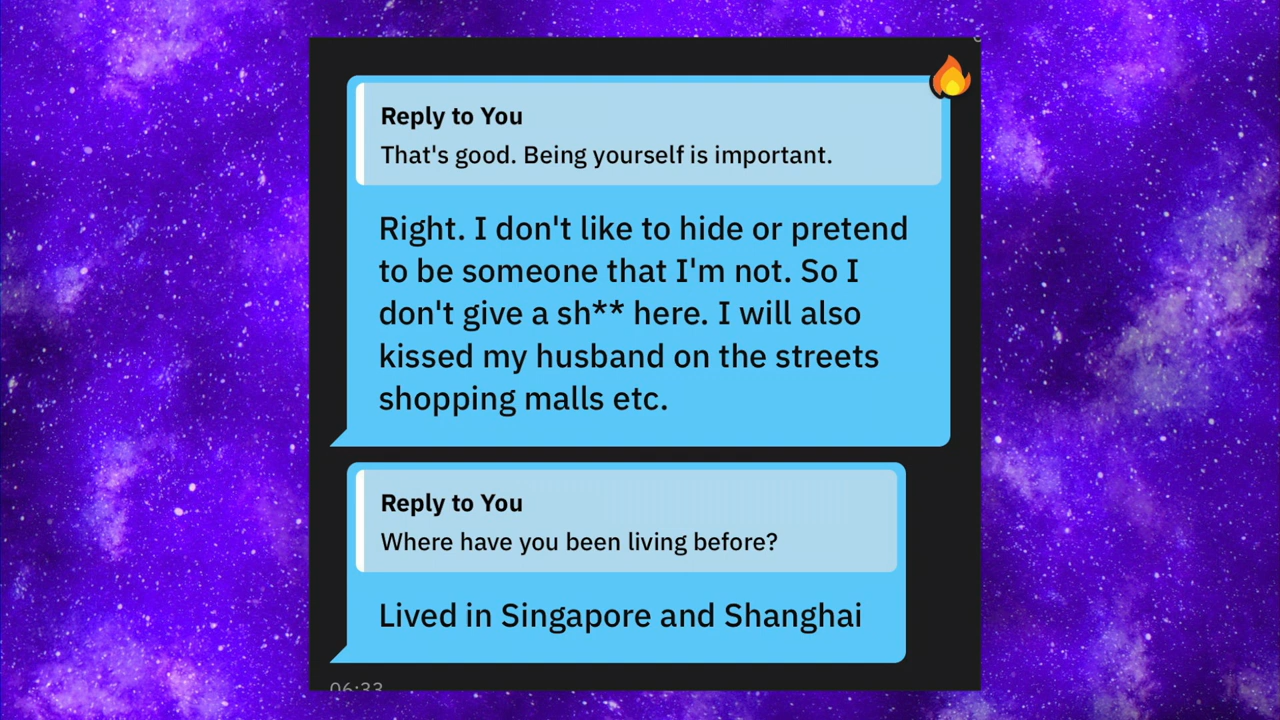 Reply to You
That's good. Being yourself is important.
Right. I don't like to hide or pretend
to be someone that I'm not. So I
don't give a sh** here. I will also
kissed my husband on the streets
shopping malls etc.
Reply to You
Where have you been living before?
Lived in Singapore and Shanghai
06:33